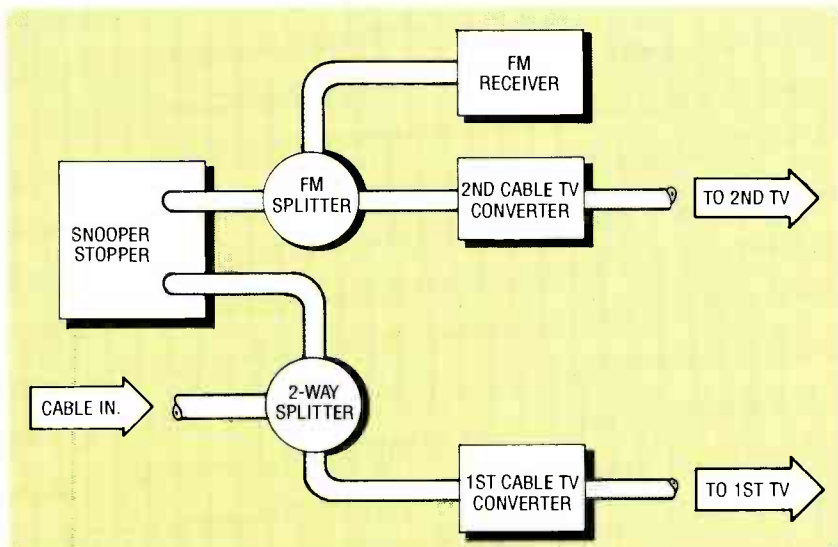 FM
RECEIVER
FM
SPLITTER
2ND CABLE TV
CONVERTER
TO 2ND TV
SNOOPER
STOPPER
CABLE IN.
2-WAY
SPLITTER
1ST CABLE TV
CONVERTER
TO 1ST TV